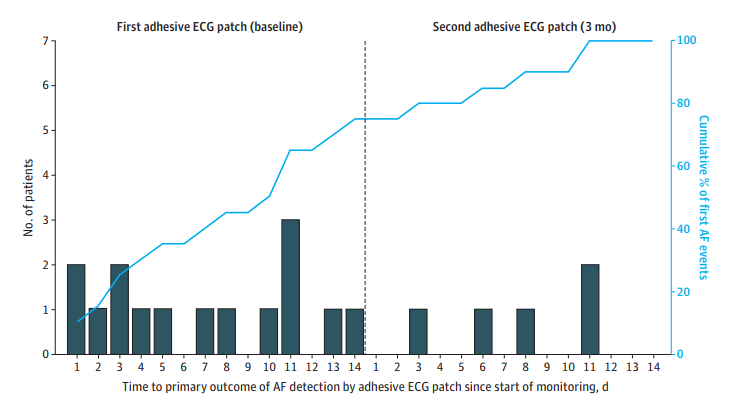 First adhesive ECG patch (baseline)
Second adhesive ECG patch (3 mo)
7
6
5
4
3
2
1
0
No. of patients
100
80
60
40
20
0
Cumulative % of first AF events
1 2 3 4 5 6 7 8 9 10 11 12 13 14 1 2 3 4 5 6 7 8 9 10 11 12 13 14
Time to primary outcome of AF detection by adhesive ECG patch since start of monitoring, d